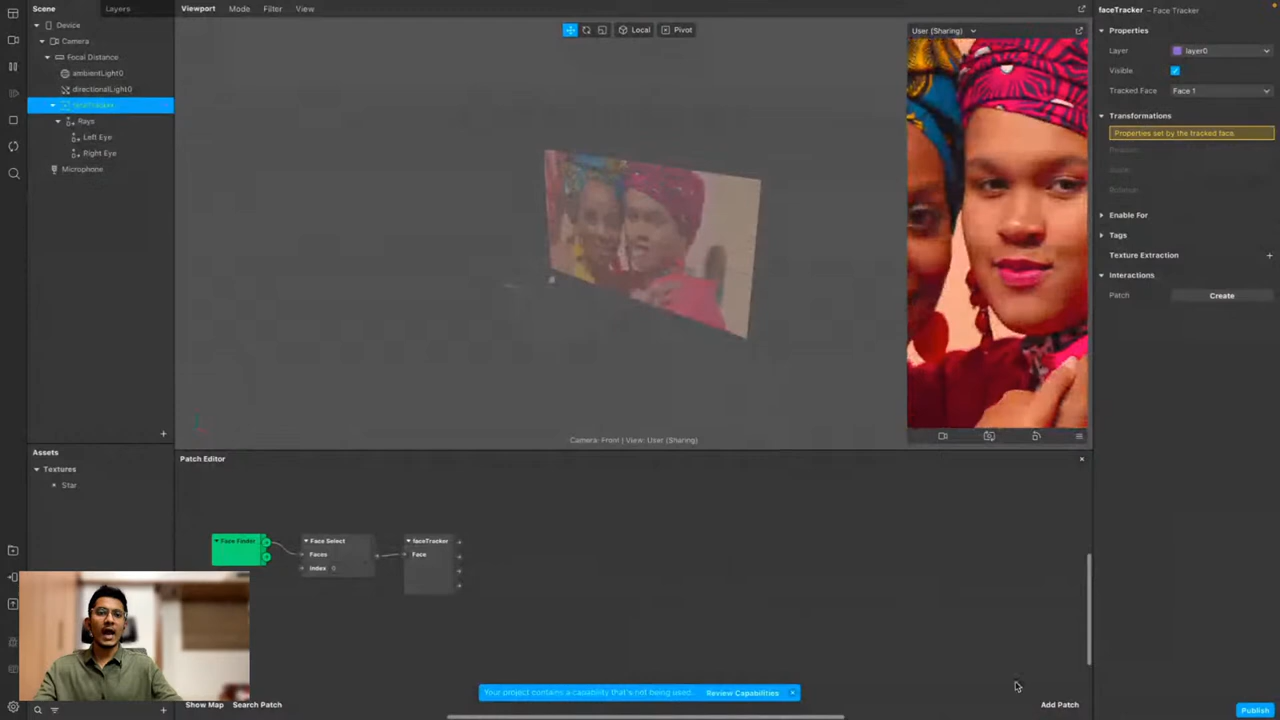 Scene
Layers
Viewport
Mode
Filter
View
faceTracker – Face Tracker
Device
Camera
Focal Distance
ambientLight0
directionalLight0
Rays
Left Eye
Right Eye
Microphone
Local
Pivot
User (Sharing)
Camera: Front | View: User (Sharing)
Properties
Layer
layer0
Visible
Tracked Face
Face 1
Transformations
Properties set by the tracked face.
Position
Scale
Rotation
Enable For
Tags
Texture Extraction
Interactions
Patch
Create
Assets
Textures
Star
Patch Editor
Face Finder
Face Select
Faces
Index
0
faceTracker
Face
Your project contains a capability that's not being used...
Review Capabilities
Show Map
Search Patch
Add Patch
Publish